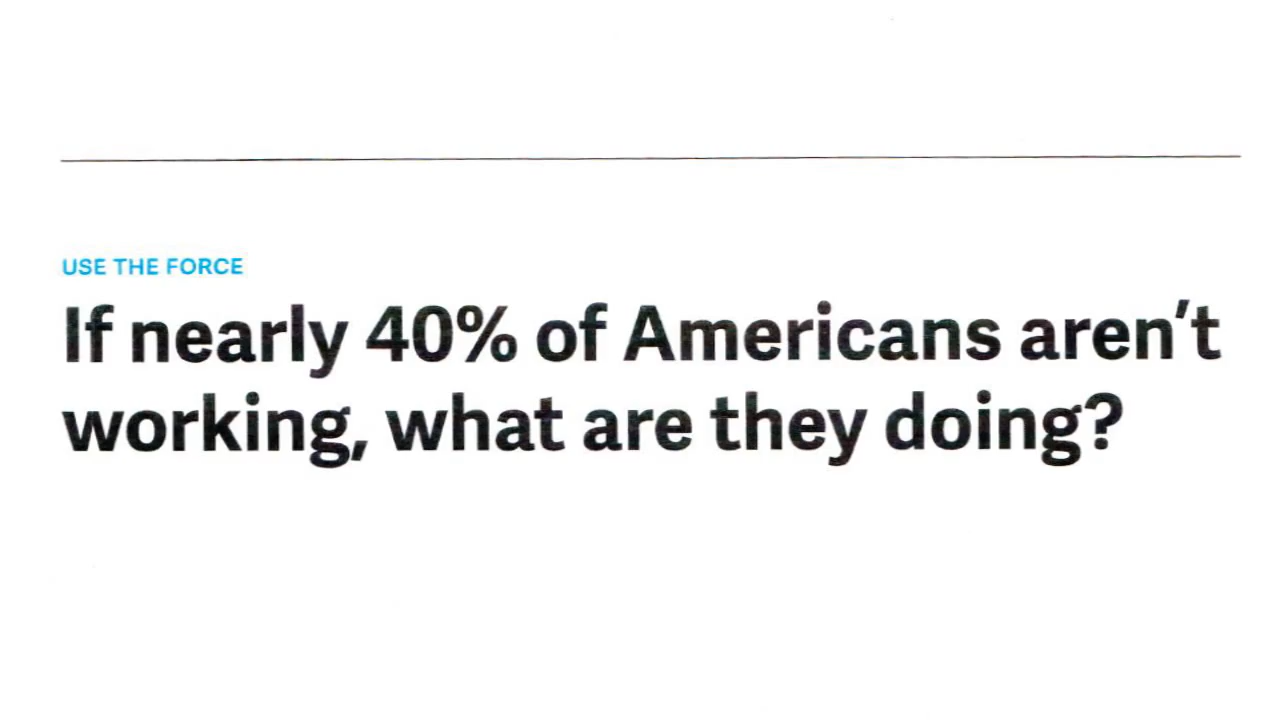 USE THE FORCE
If nearly 40% of Americans aren’t
working, what are they doing?